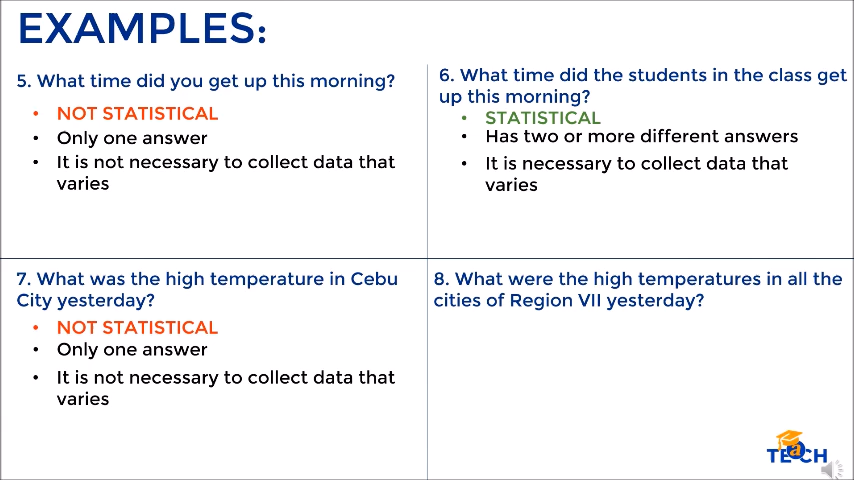 EXAMPLES:
5. What time did you get up this morning?
• NOT STATISTICAL
• Only one answer
• It is not necessary to collect data that
varies
6. What time did the students in the class get
up this morning?
• STATISTICAL
• Has two or more different answers
• It is necessary to collect data that
varies
7. What was the high temperature in Cebu
City yesterday?
• NOT STATISTICAL
• Only one answer
• It is not necessary to collect data that
varies
8. What were the high temperatures in all the
cities of Region VII yesterday?
TEaCH